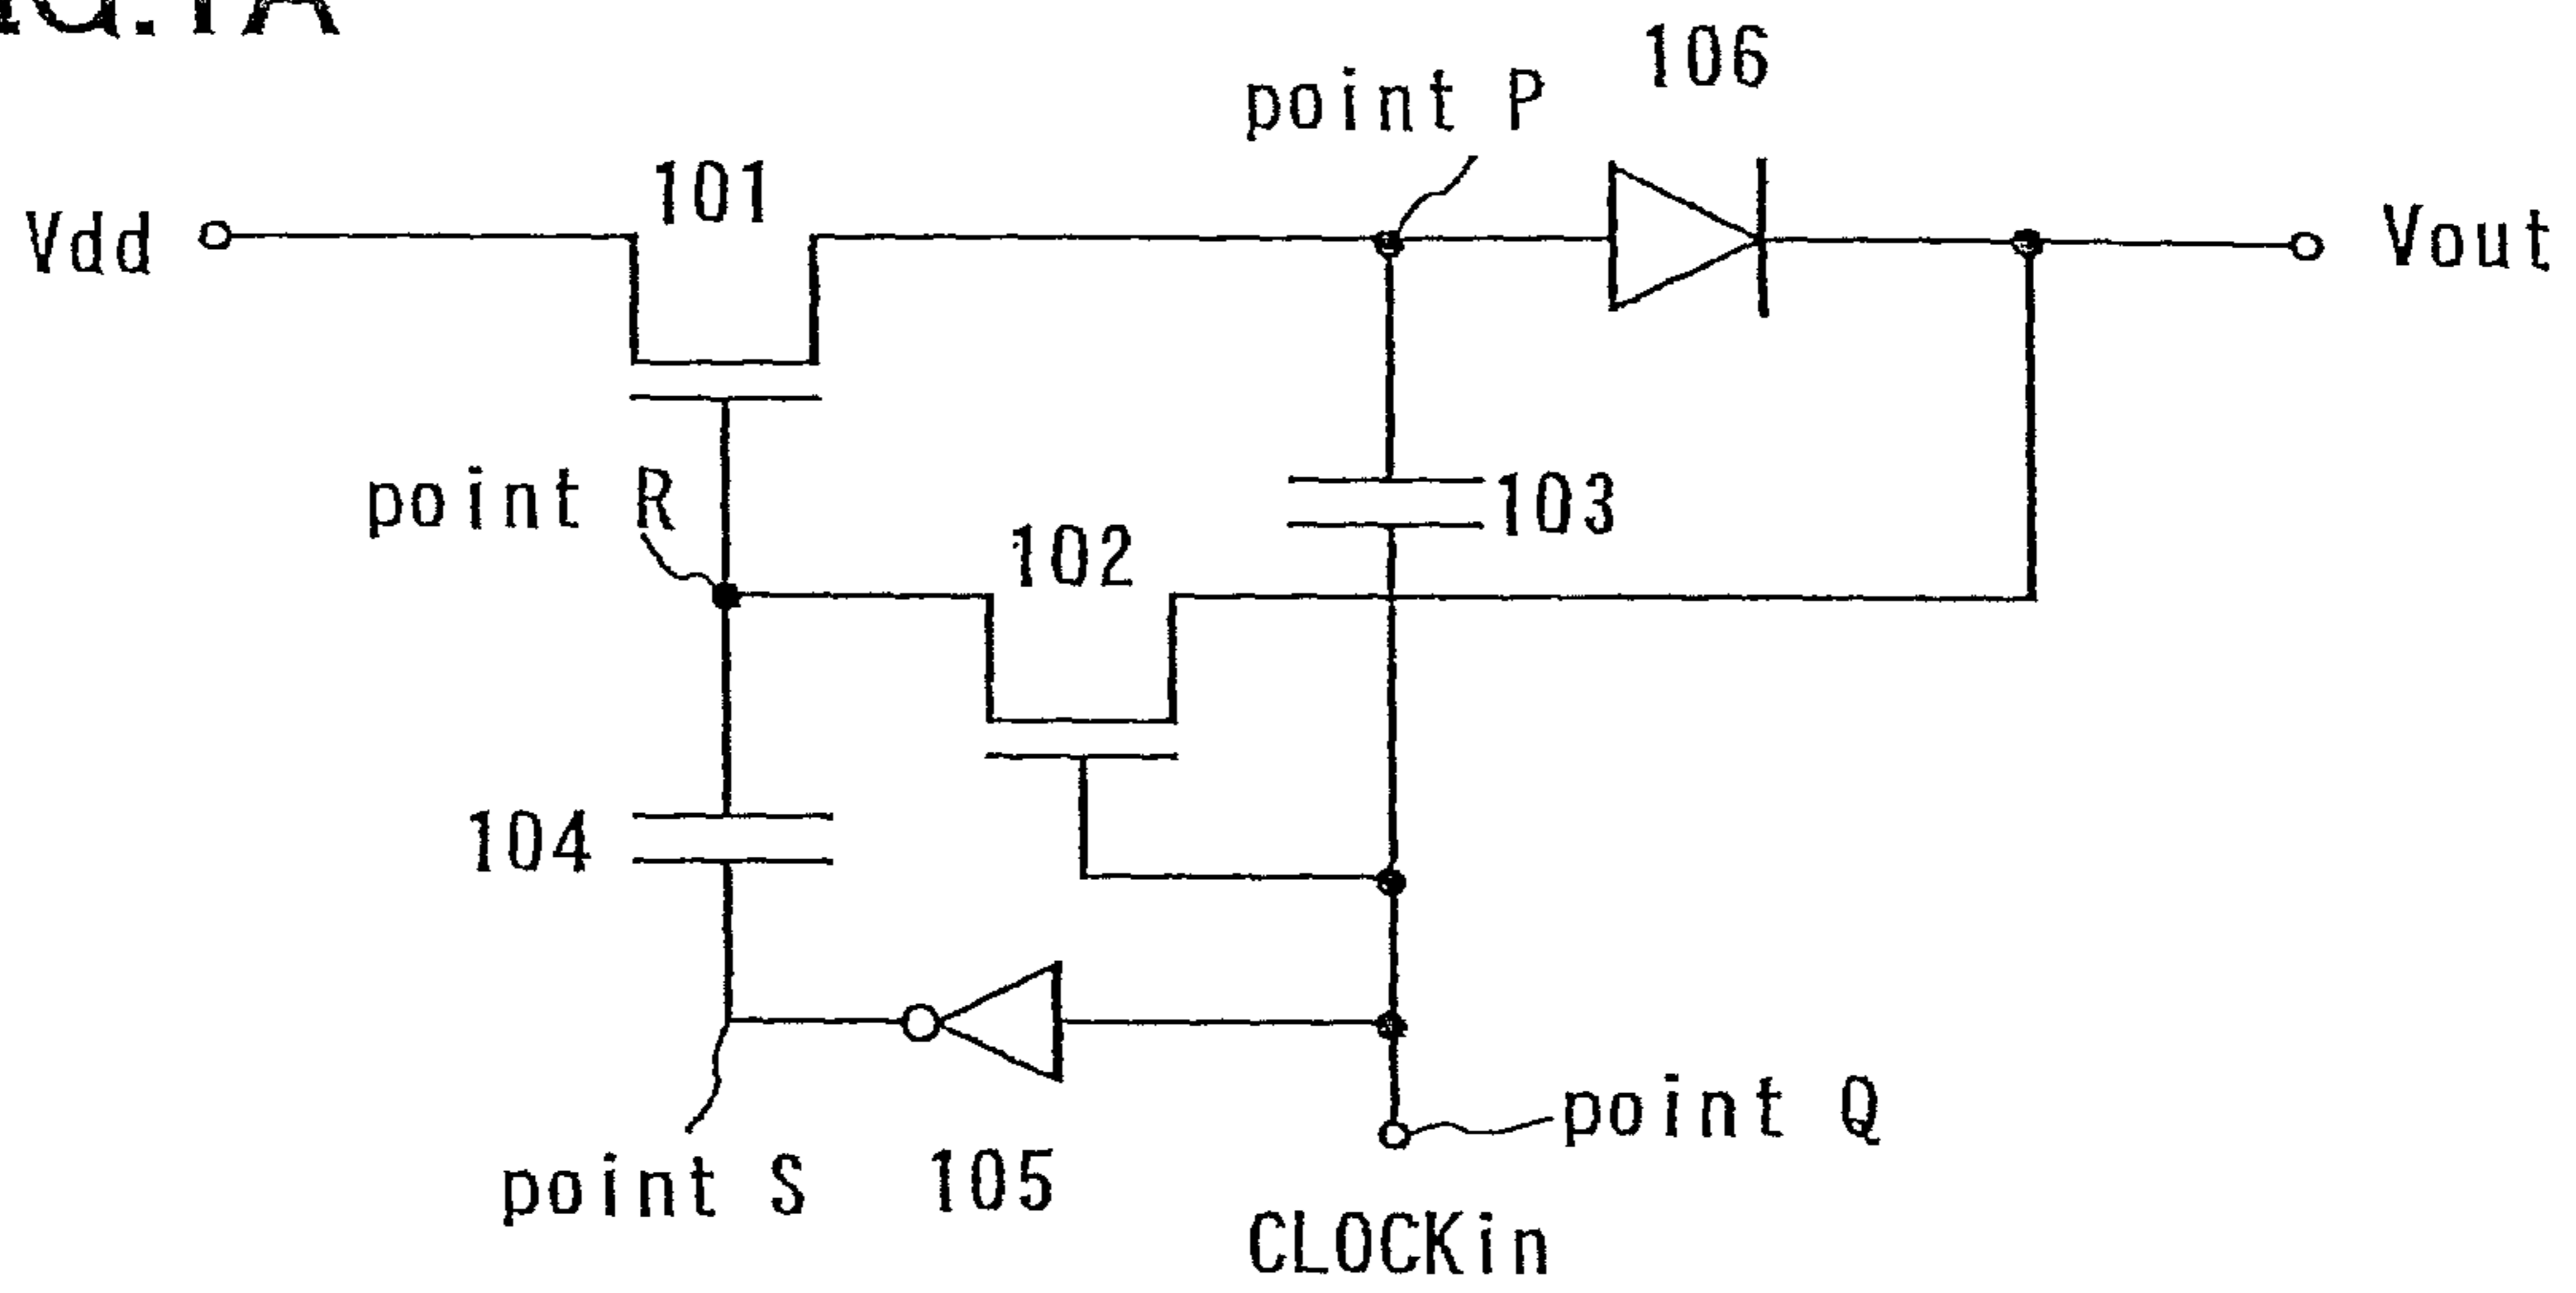 106
point P
101
Vdd
Vout
point R
103
102
104
point Q
point S
105
CLOCKin